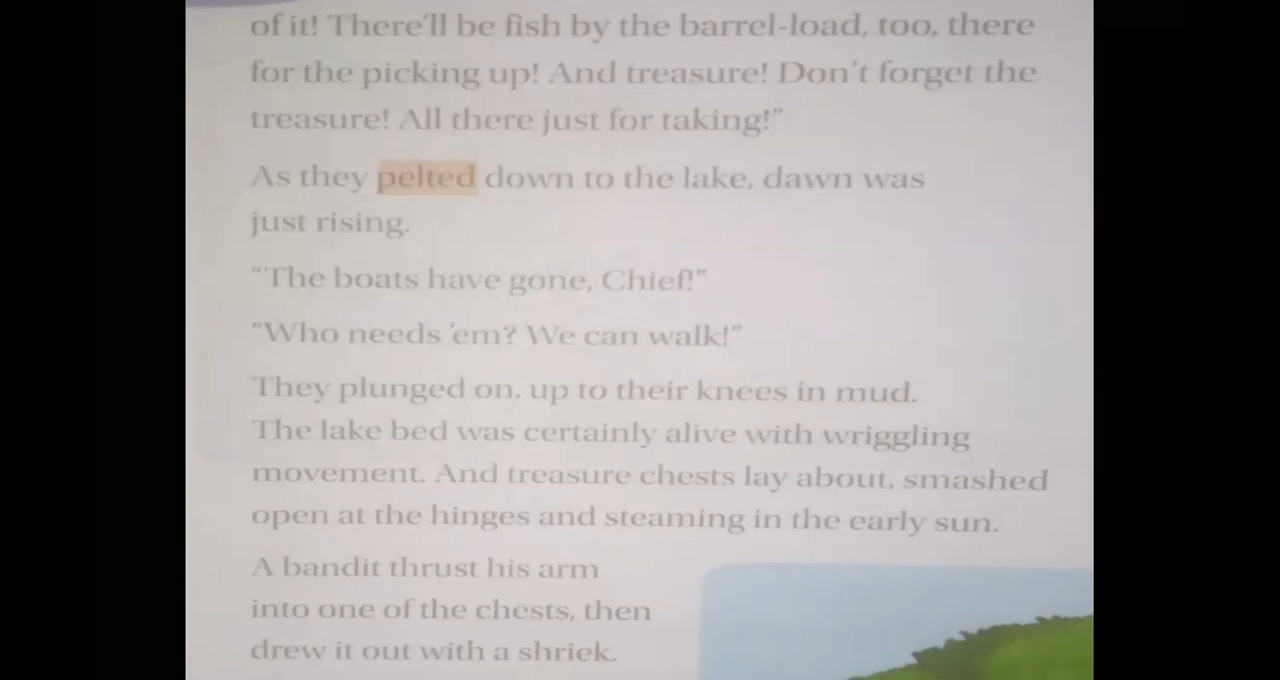 of it! There'll be fish by the barrel-load, too, there
for the picking up! And treasure! Don't forget the
treasure! All there just for taking!”
As they pelted down to the lake, dawn was
just rising.
“The boats have gone, Chief!”
“Who needs 'em? We can walk!”
They plunged on, up to their knees in mud.
The lake bed was certainly alive with wriggling
movement. And treasure chests lay about, smashed
open at the hinges and steaming in the early sun.
A bandit thrust his arm
into one of the chests, then
drew it out with a shriek.